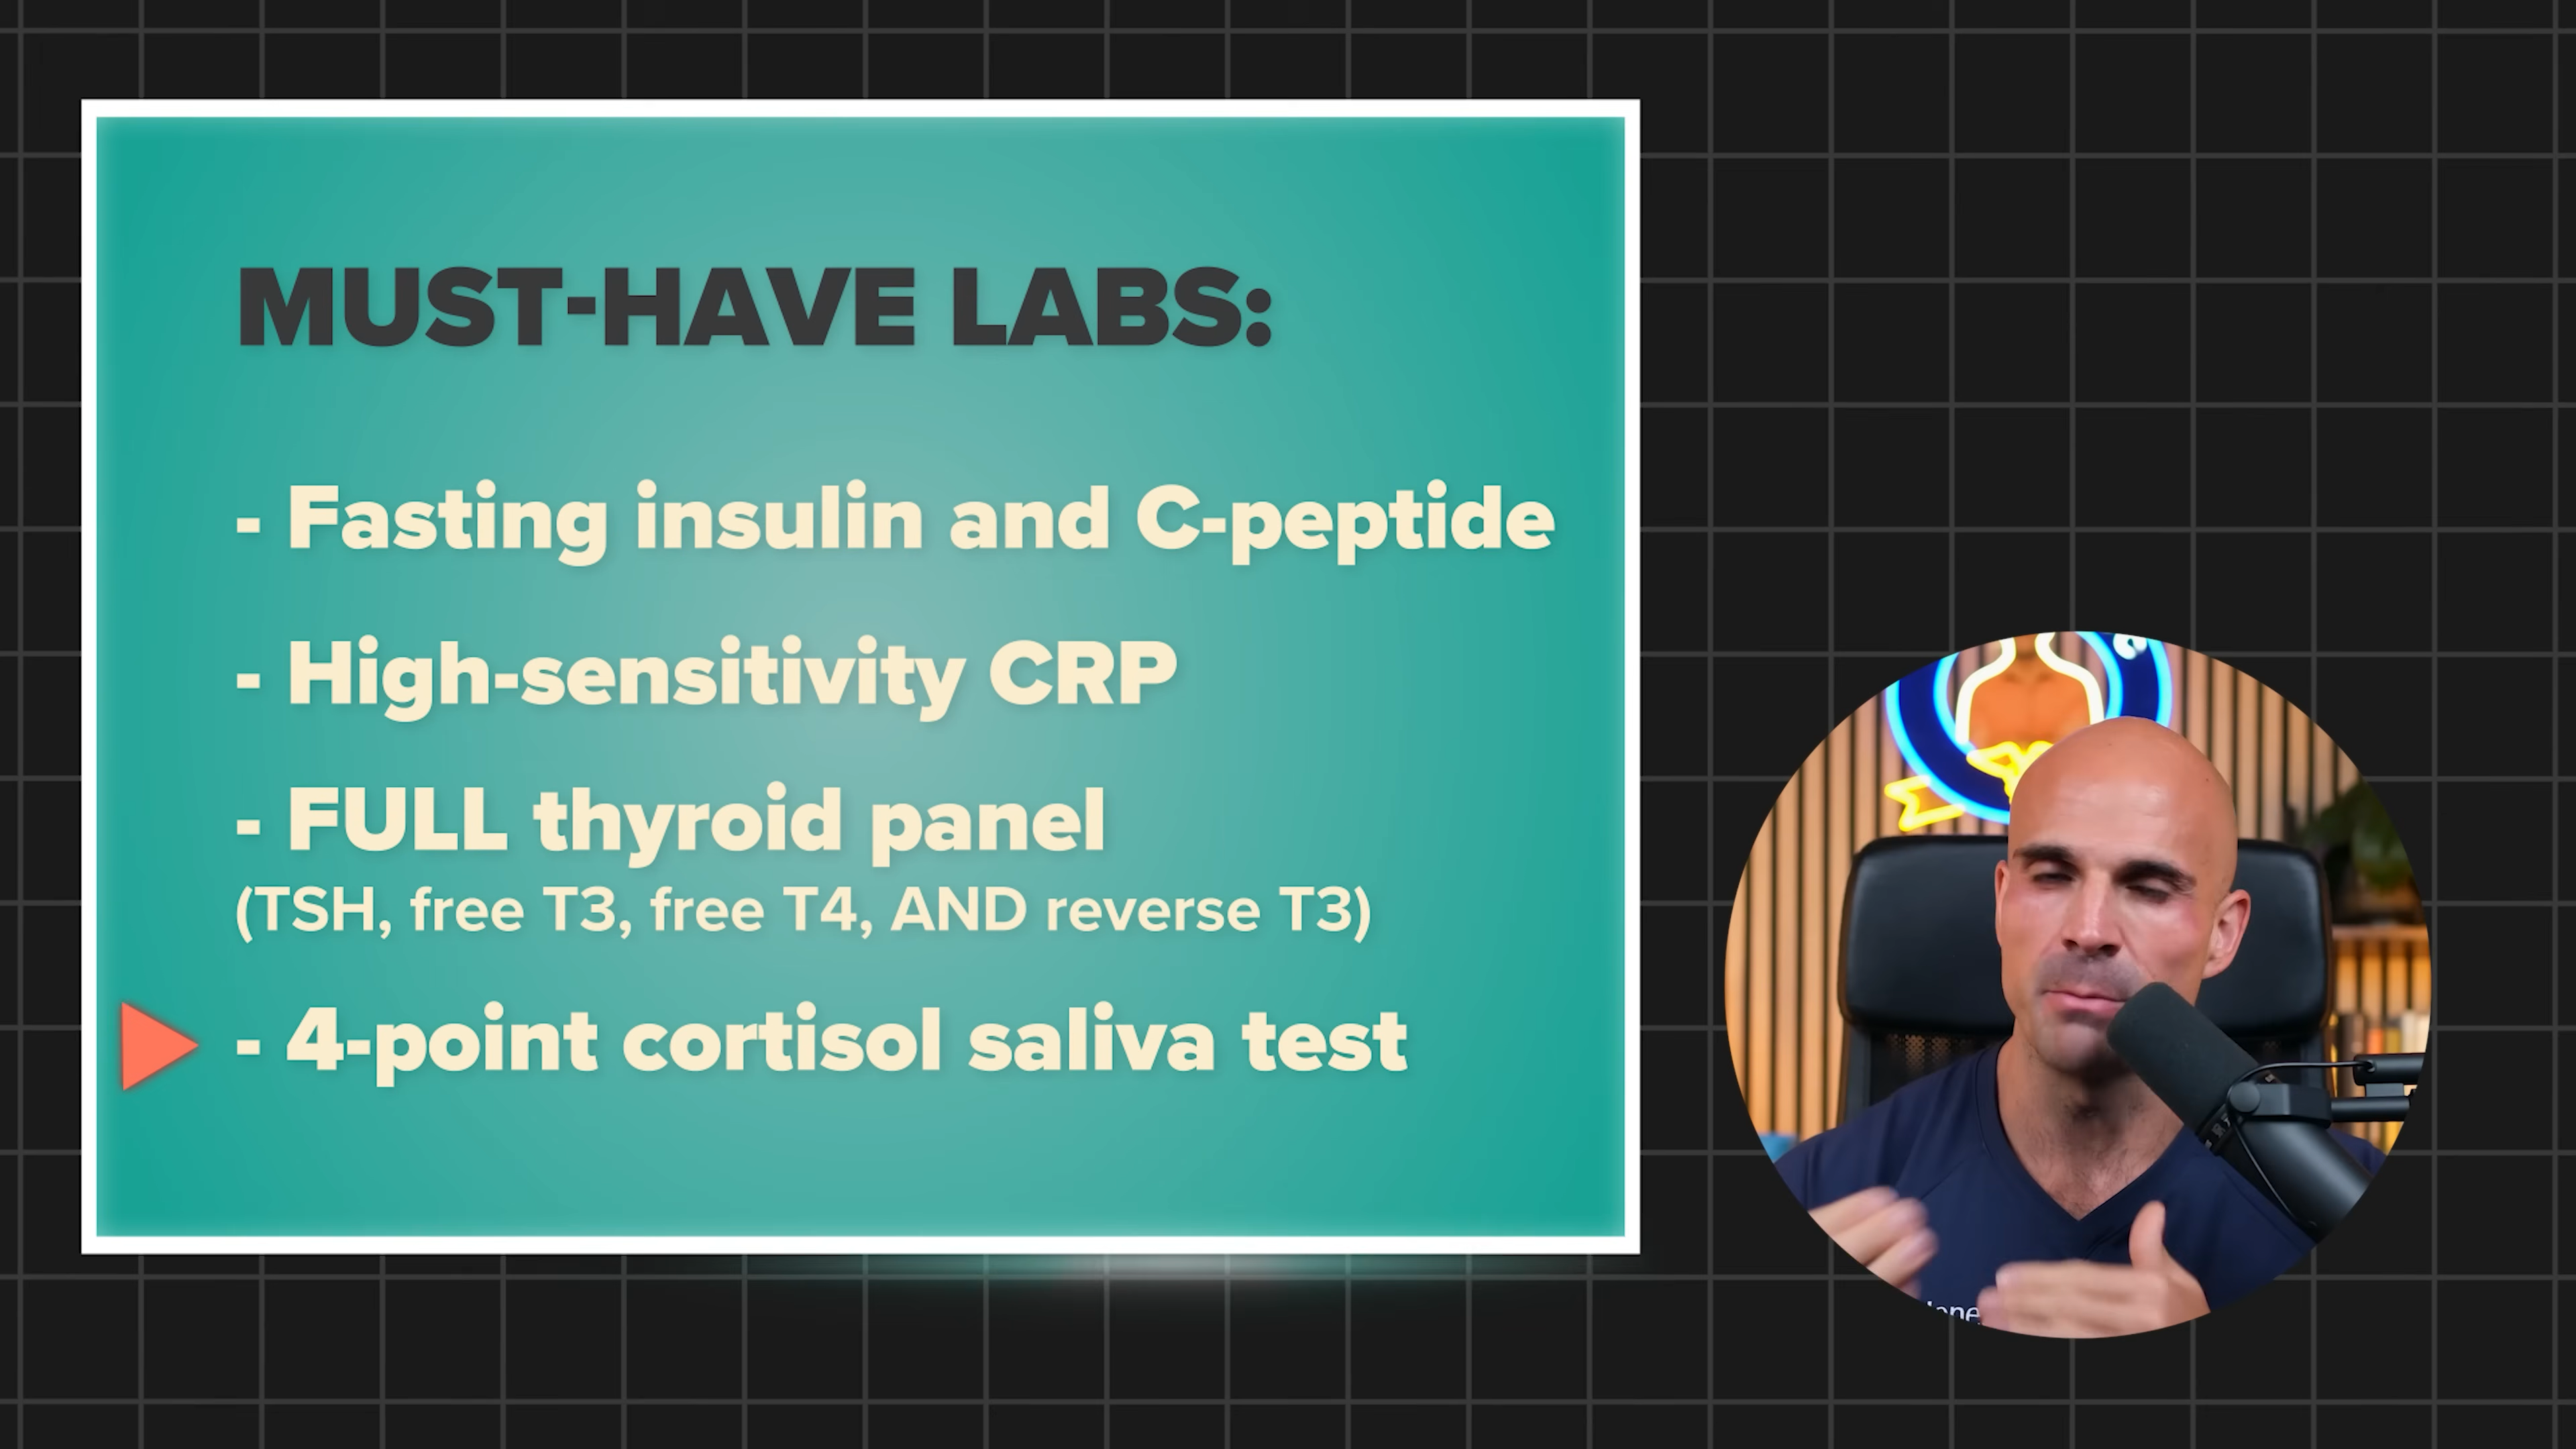 MUST-HAVE LABS:
- Fasting insulin and C-peptide
- High-sensitivity CRP
- FULL thyroid panel
(TSH, free T3, free T4, AND reverse T3)
- 4-point cortisol saliva test